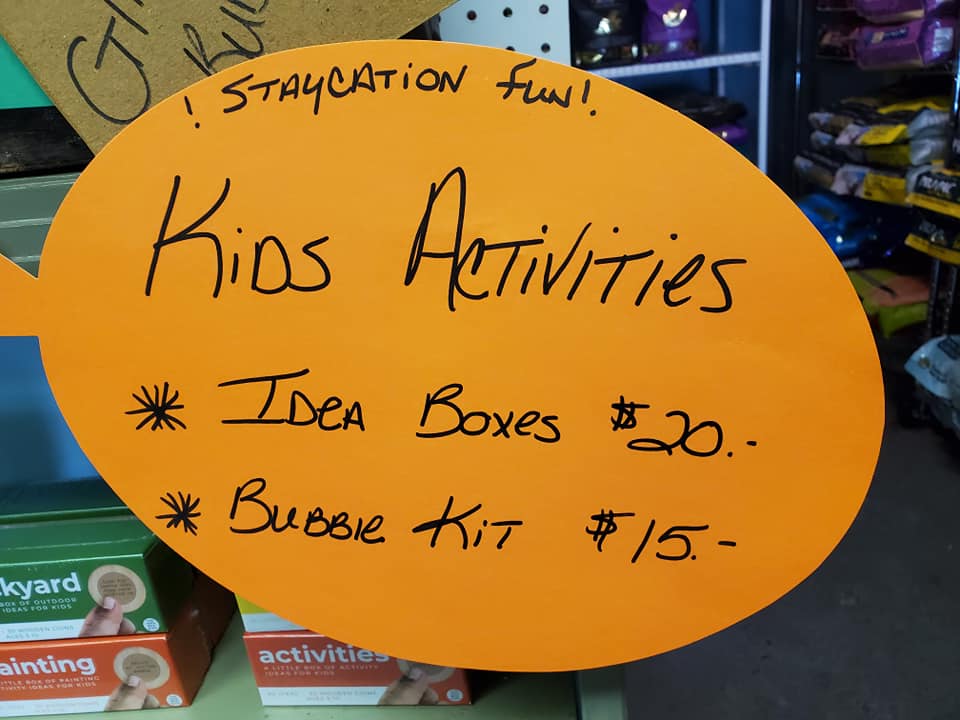 ! STAYCATION FUN!
KiDS ACTiViTieS
* IDeA BOXeS $20.-
* BUBBLe KiT $15.-
kyard
BOX OF OUTDOOR
IDEAS FOR KIDS
ainting
A LITTLE BOX OF
ACTIVITY IDEAS FOR KIDS
activities
A LITTLE BOX OF ACTIVITY
IDEAS FOR KIDS